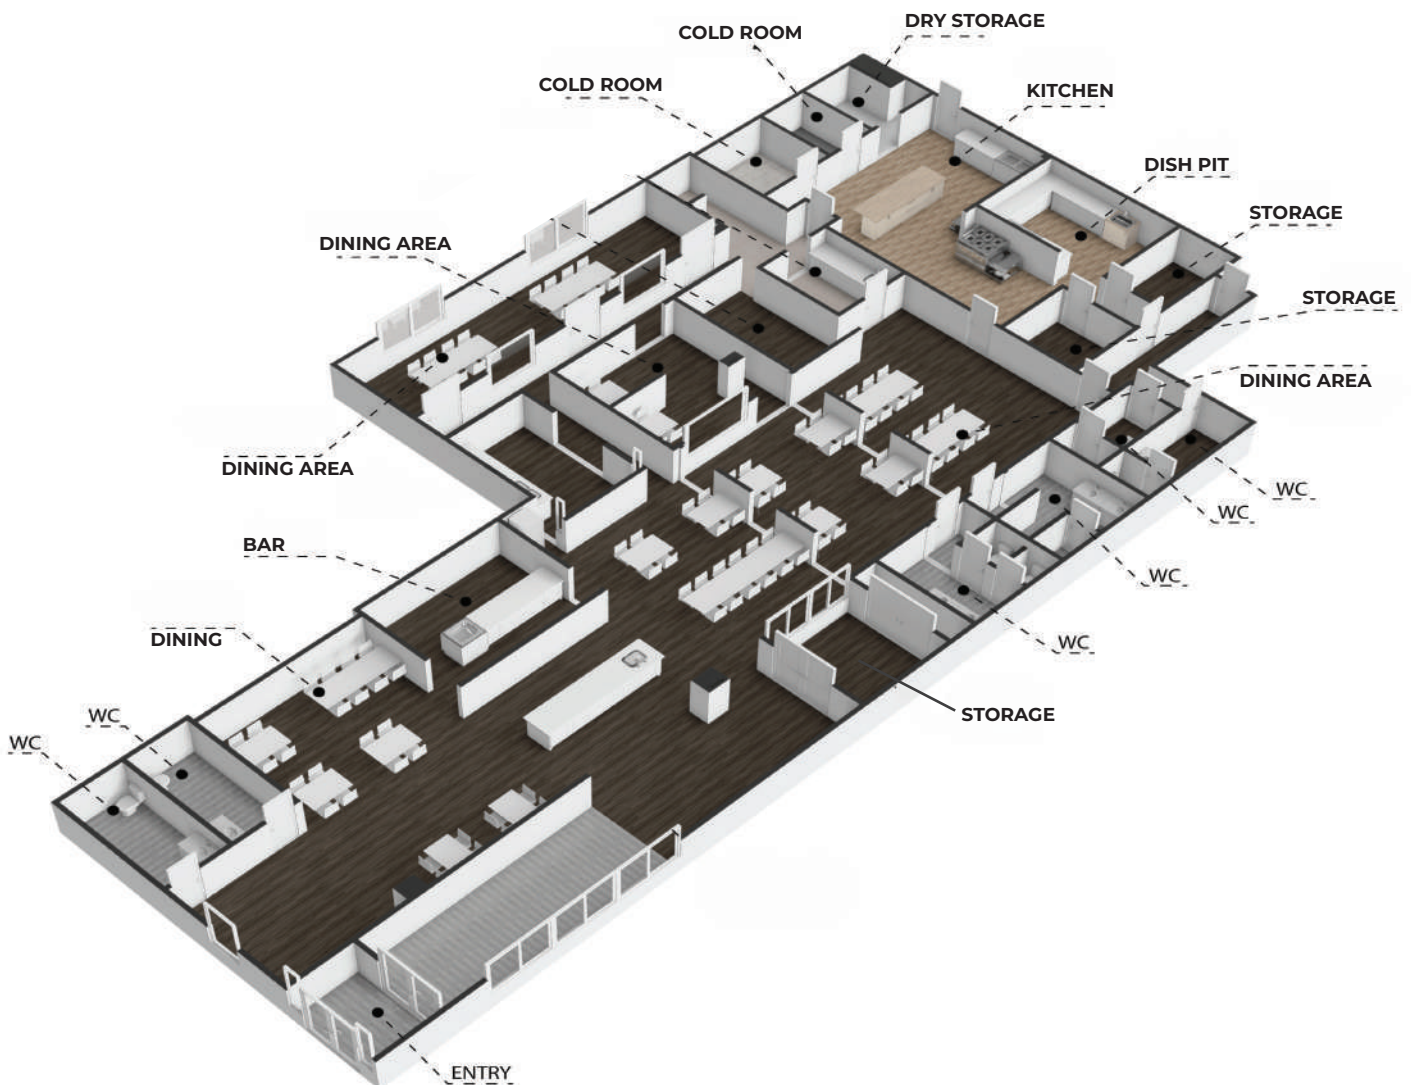 DRY STORAGE
COLD ROOM
COLD ROOM
KITCHEN
DISH PIT
STORAGE
DINING AREA
STORAGE
DINING AREA
DINING AREA
WC
WC
BAR
WC
DINING
WC
STORAGE
WC
WC
ENTRY